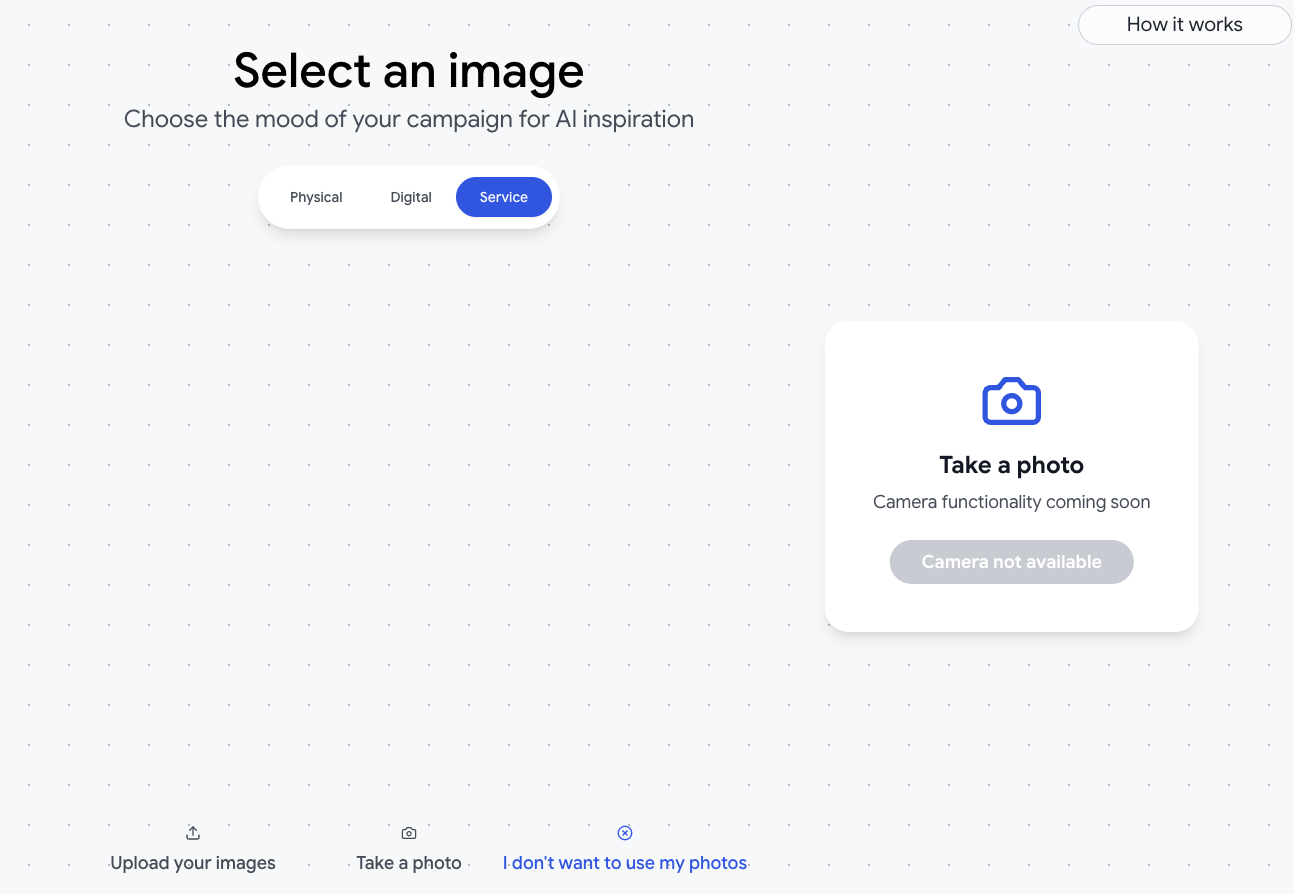 How it works
Select an image
Choose the mood of your campaign for AI inspiration
Physical
Digital
Service
Take a photo
Camera functionality coming soon
Camera not available
Upload your images
Take a photo
I don't want to use my photos